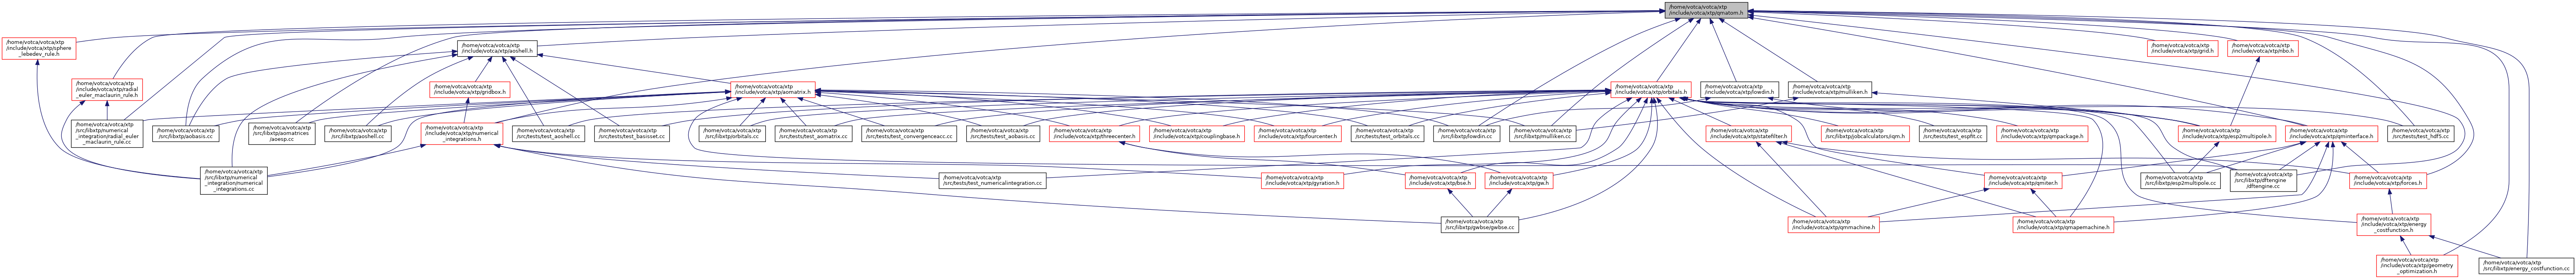 /home/votca/votca/xtp
/include/votca/xtp/qmatom.h
/home/votca/votca/xtp
/include/votca/xtp/sphere
_lebedev_rule.h
/home/votca/votca/xtp
/include/votca/xtp/aoshell.h
/home/votca/votca/xtp
/include/votca/xtp/grid.h
/home/votca/votca/xtp
/include/votca/xtp/nbo.h
/home/votca/votca/xtp
/include/votca/xtp/radial
_euler_maclaurin_rule.h
/home/votca/votca/xtp
/include/votca/xtp/gridbox.h
/home/votca/votca/xtp
/include/votca/xtp/aomatrix.h
/home/votca/votca/xtp
/include/votca/xtp/orbitals.h
/home/votca/votca/xtp
/include/votca/xtp/lowdin.h
/home/votca/votca/xtp
/include/votca/xtp/mulliken.h
/home/votca/votca/xtp
/src/libxtp/numerical
_integration/radial_euler
_maclaurin_rule.cc
/home/votca/votca/xtp
/src/libxtp/aobasis.cc
/home/votca/votca/xtp
/src/libxtp/aomatrices
/aoesp.cc
/home/votca/votca/xtp
/src/libxtp/aoshell.cc
/home/votca/votca/xtp
/include/votca/xtp/numerical
_integrations.h
/home/votca/votca/xtp
/src/tests/test_aoshell.cc
/home/votca/votca/xtp
/src/tests/test_basisset.cc
/home/votca/votca/xtp
/src/libxtp/orbitals.cc
/home/votca/votca/xtp
/src/tests/test_aomatrix.cc
/home/votca/votca/xtp
/src/tests/test_convergenceacc.cc
/home/votca/votca/xtp
/src/tests/test_aobasis.cc
/home/votca/votca/xtp
/include/votca/xtp/threecenter.h
/home/votca/votca/xtp
/include/votca/xtp/couplingbase.h
/home/votca/votca/xtp
/include/votca/xtp/fourcenter.h
/home/votca/votca/xtp
/src/tests/test_orbitals.cc
/home/votca/votca/xtp
/src/libxtp/lowdin.cc
/home/votca/votca/xtp
/src/libxtp/mulliken.cc
/home/votca/votca/xtp
/include/votca/xtp/statefilter.h
/home/votca/votca/xtp
/src/libxtp/jobcalculators/iqm.h
/home/votca/votca/xtp
/src/tests/test_espfit.cc
/home/votca/votca/xtp
/include/votca/xtp/qmpackage.h
/home/votca/votca/xtp
/include/votca/xtp/esp2multipole.h
/home/votca/votca/xtp
/include/votca/xtp/qminterface.h
/home/votca/votca/xtp
/src/tests/test_hdf5.cc
/home/votca/votca/xtp
/src/libxtp/numerical
_integration/numerical
_integrations.cc
/home/votca/votca/xtp
/src/tests/test_numericalintegration.cc
/home/votca/votca/xtp
/include/votca/xtp/gyration.h
/home/votca/votca/xtp
/include/votca/xtp/bse.h
/home/votca/votca/xtp
/include/votca/xtp/gw.h
/home/votca/votca/xtp
/include/votca/xtp/qmiter.h
/home/votca/votca/xtp
/src/libxtp/esp2multipole.cc
/home/votca/votca/xtp
/src/libxtp/dftengine
/dftengine.cc
/home/votca/votca/xtp
/include/votca/xtp/forces.h
/home/votca/votca/xtp
/src/libxtp/gwbse/gwbse.cc
/home/votca/votca/xtp
/include/votca/xtp/qmmachine.h
/home/votca/votca/xtp
/include/votca/xtp/qmapemachine.h
/home/votca/votca/xtp
/include/votca/xtp/energy
_costfunction.h
/home/votca/votca/xtp
/include/votca/xtp/geometry
_optimization.h
/home/votca/votca/xtp
/src/libxtp/energy_costfunction.cc